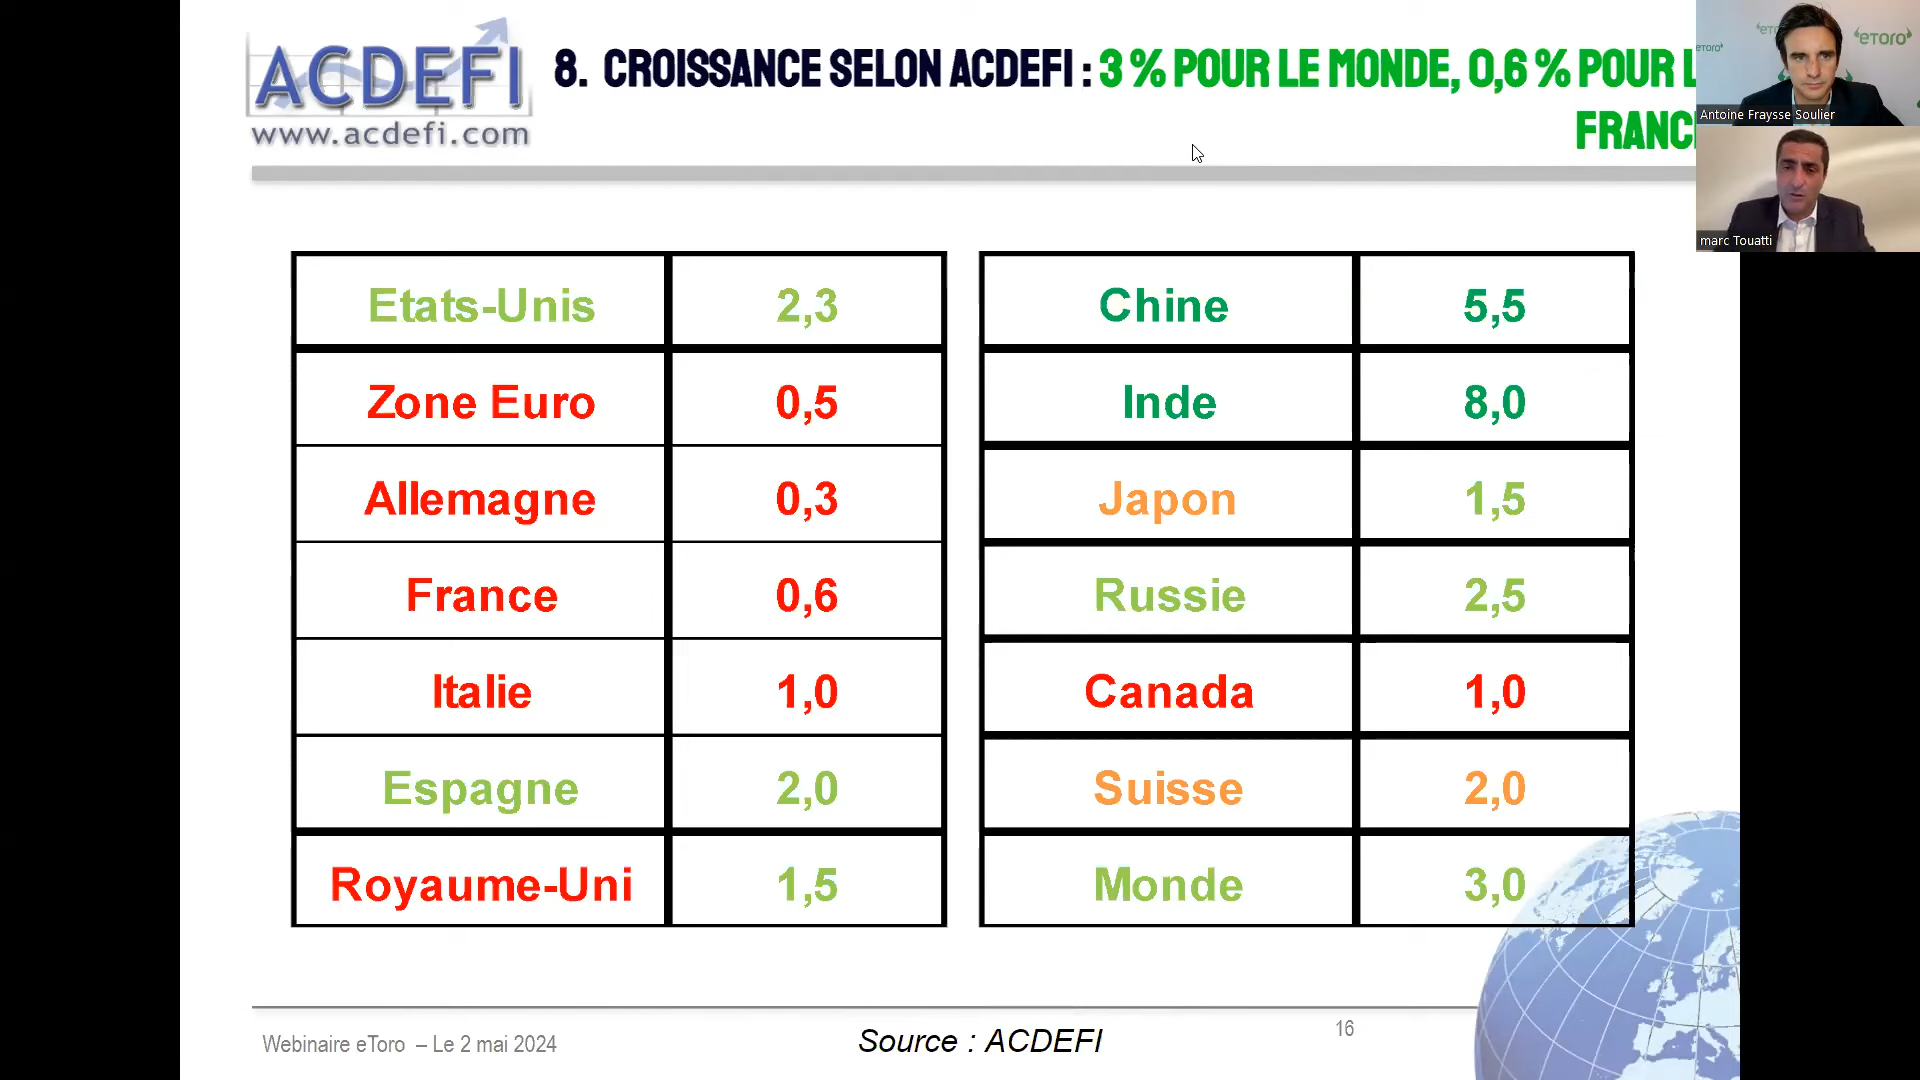 ACDEFI
www.acdefi.com
8. CROISSANCE SELON ACDEFI : 3 % POUR LE MONDE, 0,6 % POUR L
FRANC
eTORO
Antoine Fraysse Soulier
marc Touatti
Etats-Unis 2,3
Zone Euro 0,5
Allemagne 0,3
France 0,6
Italie 1,0
Espagne 2,0
Royaume-Uni 1,5
Chine 5,5
Inde 8,0
Japon 1,5
Russie 2,5
Canada 1,0
Suisse 2,0
Monde 3,0
Webinaire eToro – Le 2 mai 2024
Source : ACDEFI
16